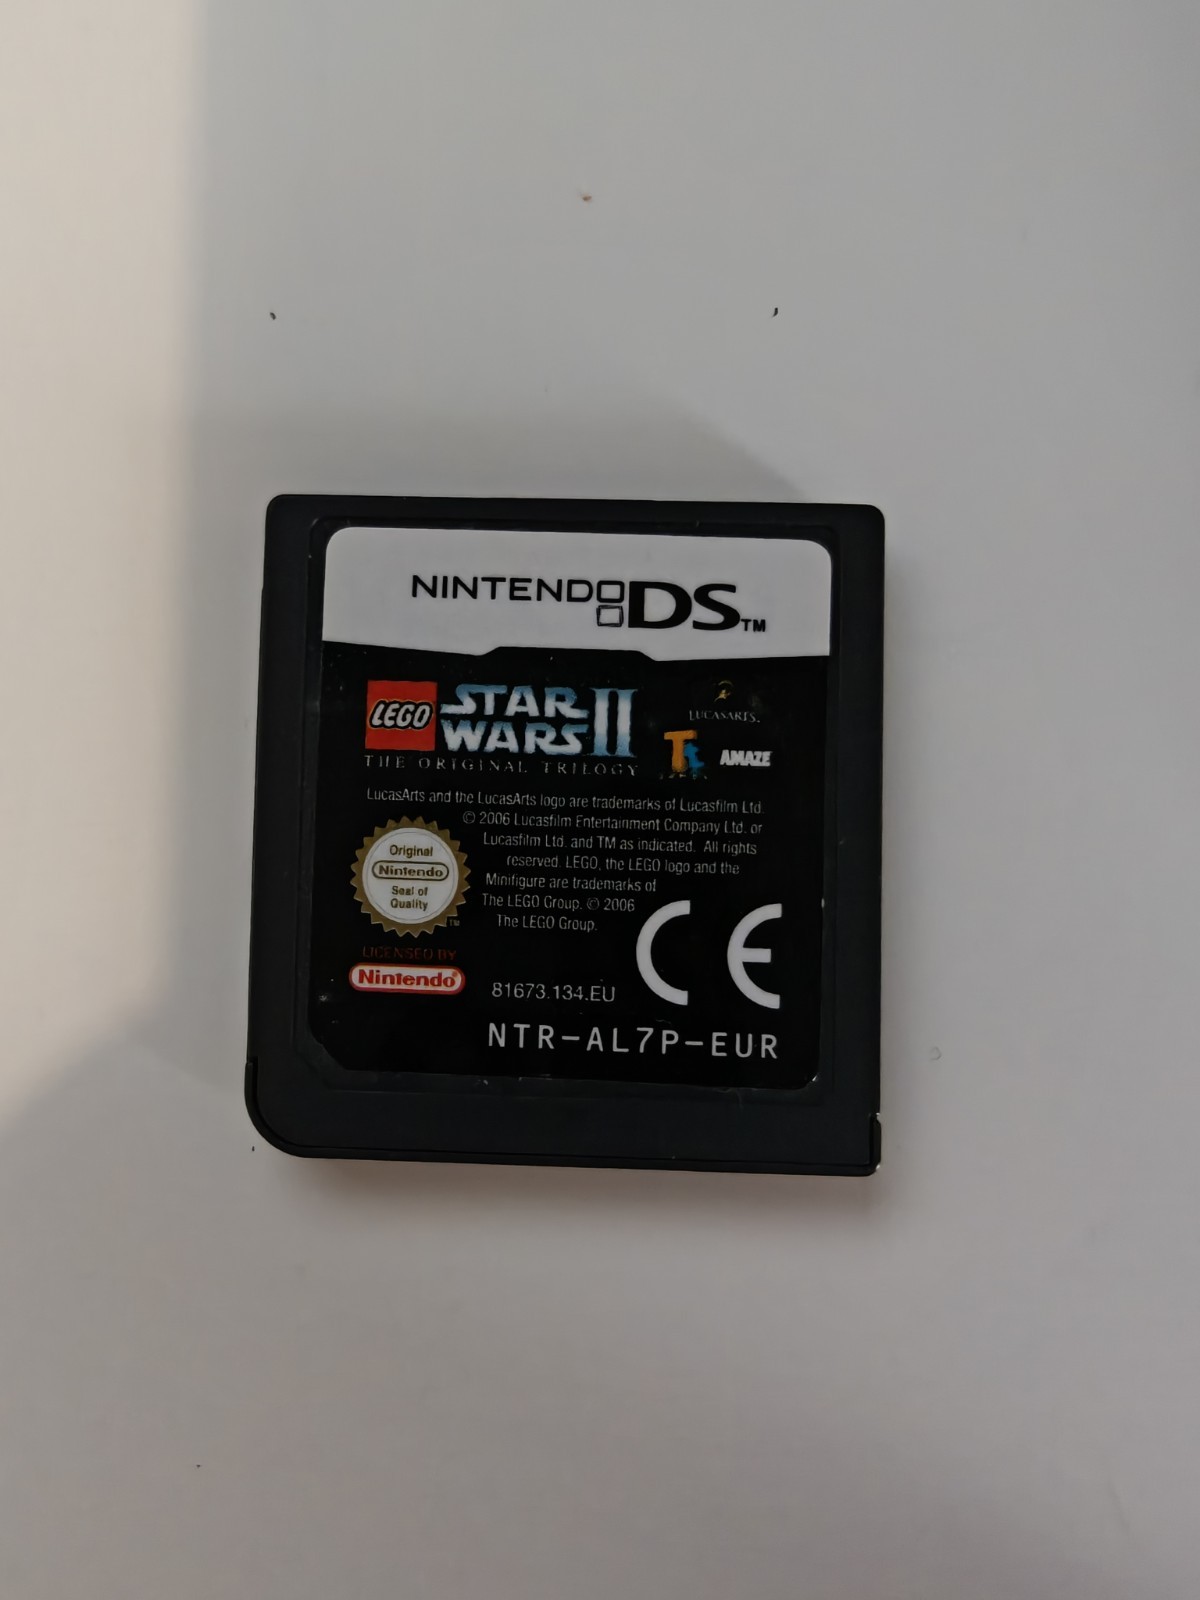 NINTENDO DS™
LEGO STAR WARS II
THE ORIGINAL TRILOGY
LUCASARTS.
TT
AMAZE
LucasArts and the LucasArts logo are trademarks of Lucasfilm Ltd.
© 2006 Lucasfilm Entertainment Company Ltd. or
Lucasfilm Ltd. and TM as indicated. All rights
reserved. LEGO, the LEGO logo and the
Minifigure are trademarks of
The LEGO Group. © 2006
The LEGO Group.
Original
Nintendo
Seal of
Quality
TM
LICENSED BY
Nintendo®
CE
81673.134.EU
NTR-AL7P-EUR